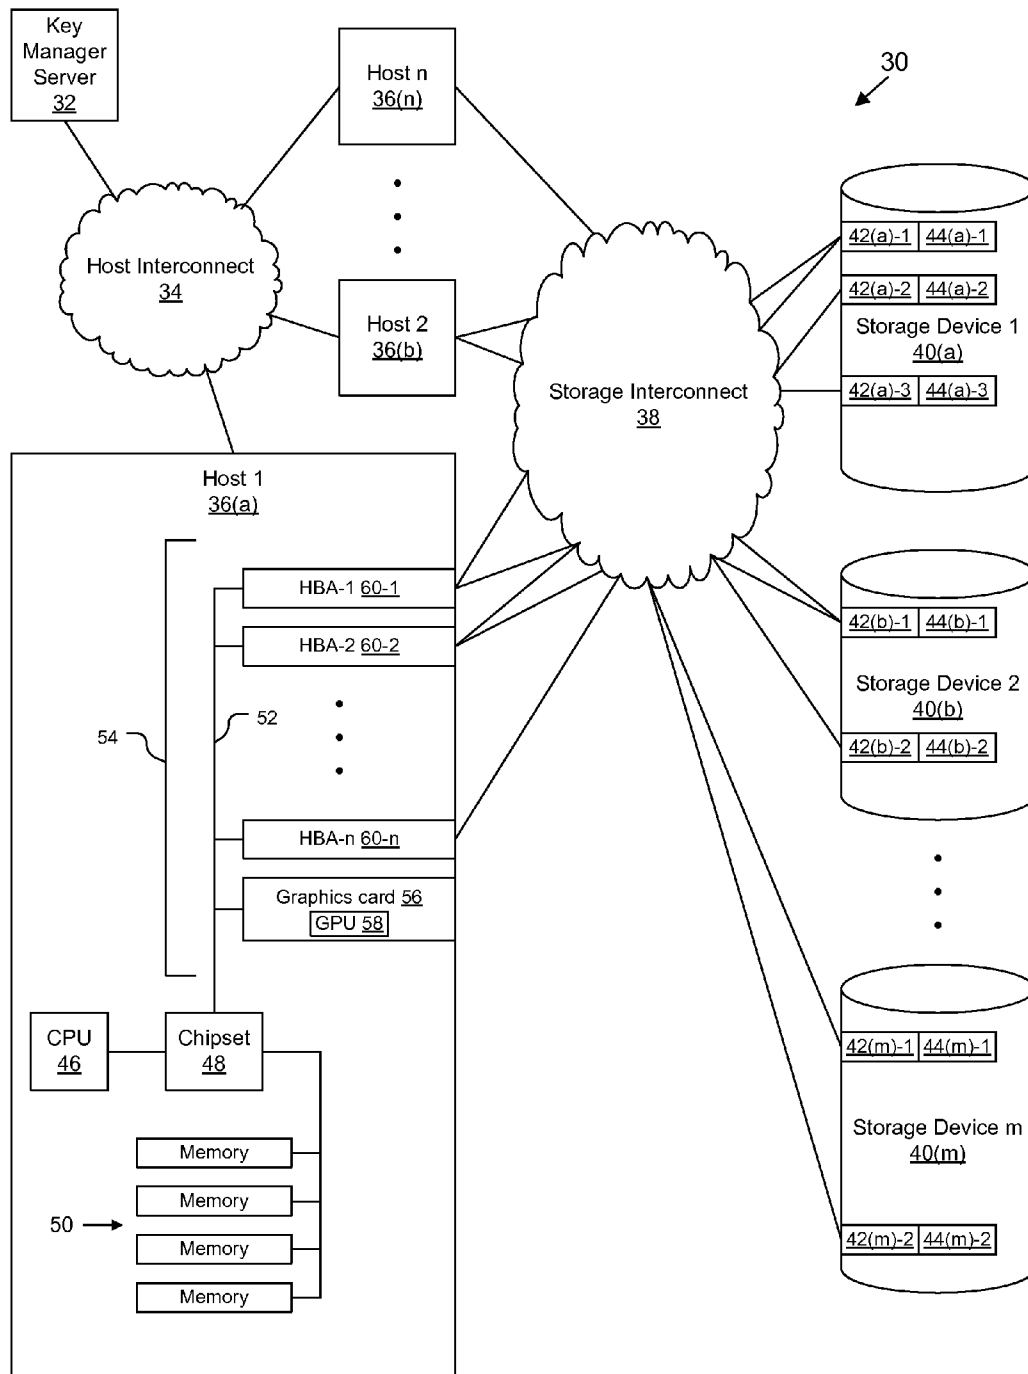 Key
Manager
Server
32
Host n
36(n)
30
Host Interconnect
34
Host 2
36(b)
Storage Interconnect
38
42(a)-1 44(a)-1
42(a)-2 44(a)-2
Storage Device 1
40(a)
42(a)-3 44(a)-3
Host 1
36(a)
HBA-1 60-1
HBA-2 60-2
52
54
HBA-n 60-n
Graphics card 56
GPU 58
42(b)-1 44(b)-1
Storage Device 2
40(b)
42(b)-2 44(b)-2
CPU
46
Chipset
48
Memory
Memory
50
Memory
Memory
42(m)-1 44(m)-1
Storage Device m
40(m)
42(m)-2 44(m)-2